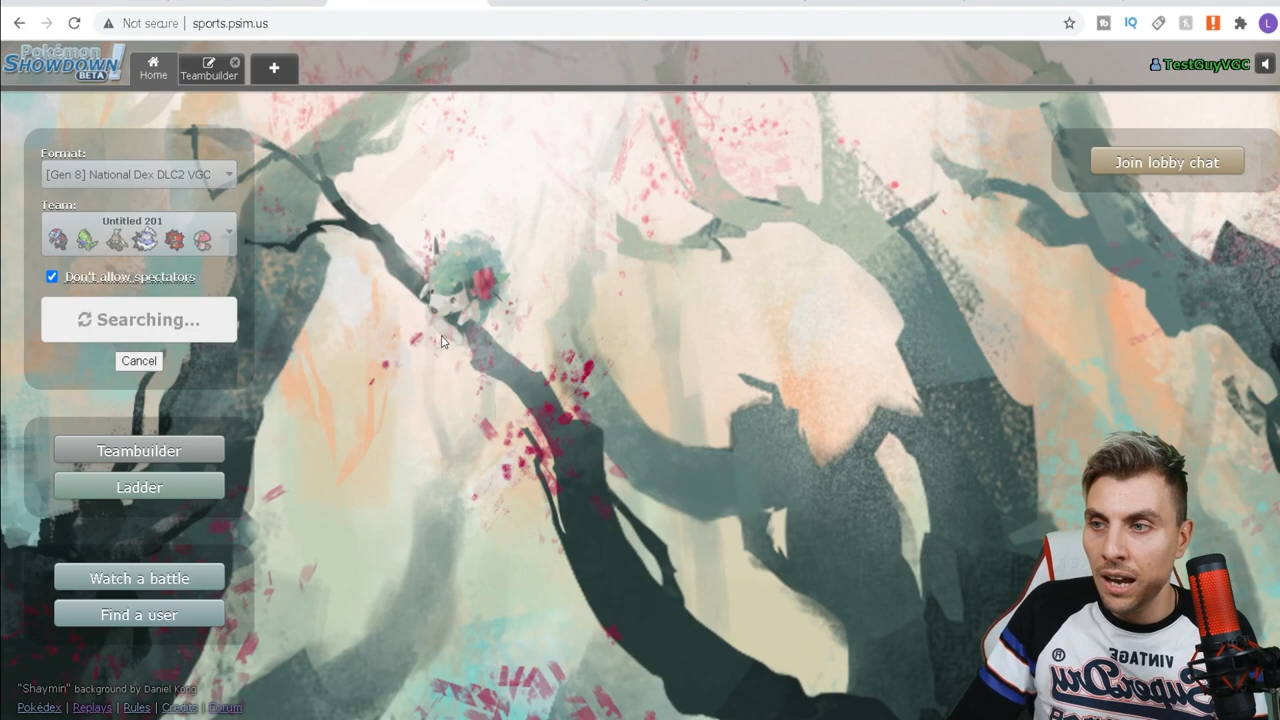 Not secure | sports.psim.us
IQ
L
Pokémon
SHOWDOWN!
BETA
Home
Teambuilder
+
TestGuyVGC
Format:
[Gen 8] National Dex DLC2 VGC
Team:
Untitled 201
Don't allow spectators
Searching...
Cancel
Join lobby chat
Teambuilder
Ladder
Watch a battle
Find a user
"Shaymin" background by Daniel Kong
Pokédex | Replays | Rules | Credits | Forum
VINTAGE
SuperDry